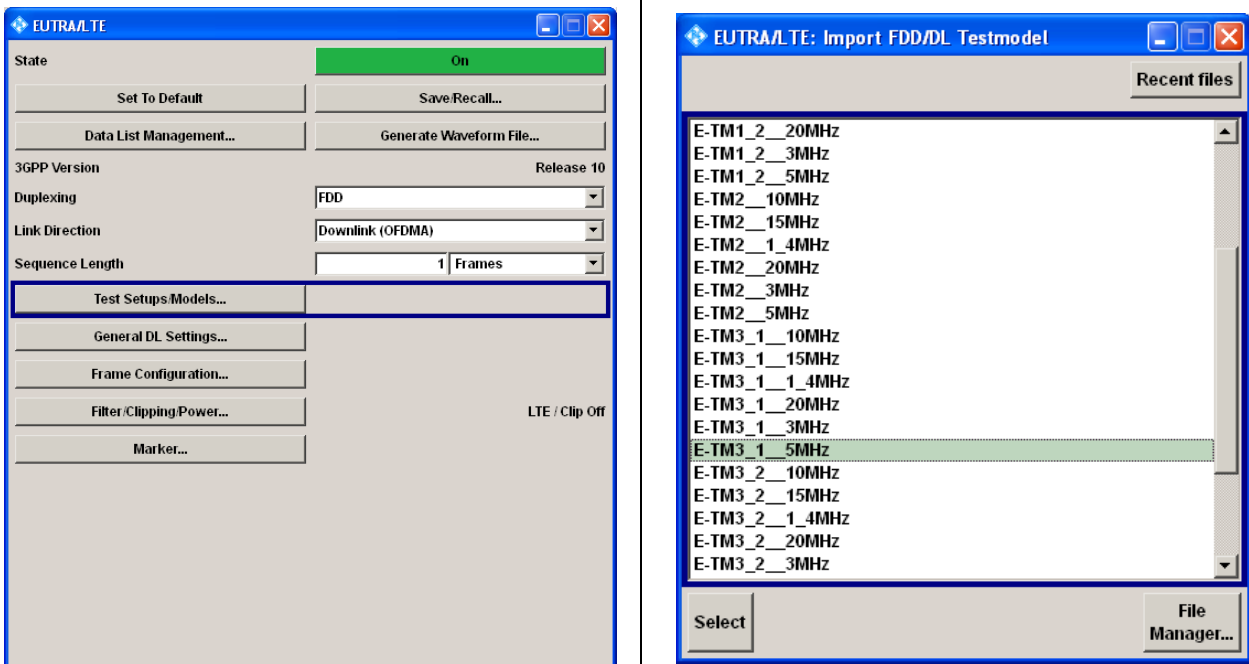 EUTRA/LTE
State On
Set To Default Save/Recall...
Data List Management... Generate Waveform File...
3GPP Version Release 10
Duplexing FDD
Link Direction Downlink (OFDMA)
Sequence Length 1 Frames
Test Setups/Models...
General DL Settings...
Frame Configuration...
Filter/Clipping/Power... LTE / Clip Off
Marker...
EUTRA/LTE: Import FDD/DL Testmodel
Recent files
E-TM1_2__20MHz
E-TM1_2__3MHz
E-TM1_2__5MHz
E-TM2__10MHz
E-TM2__15MHz
E-TM2__1_4MHz
E-TM2__20MHz
E-TM2__3MHz
E-TM2__5MHz
E-TM3_1__10MHz
E-TM3_1__15MHz
E-TM3_1__1_4MHz
E-TM3_1__20MHz
E-TM3_1__3MHz
E-TM3_1__5MHz
E-TM3_2__10MHz
E-TM3_2__15MHz
E-TM3_2__1_4MHz
E-TM3_2__20MHz
E-TM3_2__3MHz
Select
File
Manager...